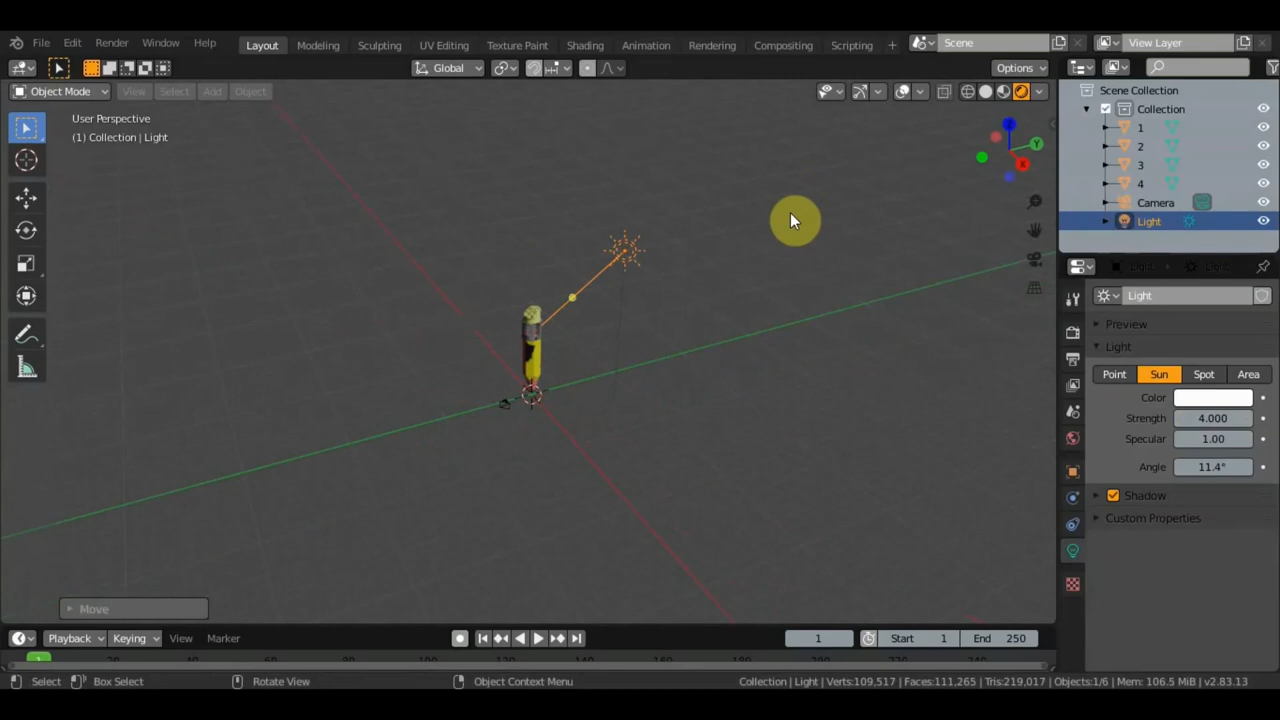 File Edit Render Window Help Layout Modeling Sculpting UV Editing Texture Paint Shading Animation Rendering Compositing Scripting + Scene View Layer
Global Options
Object Mode View Select Add Object
User Perspective
(1) Collection | Light
Z
Y
X
Scene Collection
Collection
1
2
3
4
Camera
Light
Light Light
Light
Preview
Light
Point Sun Spot Area
Color
Strength 4.000
Specular 1.00
Angle 11.4°
Shadow
Custom Properties
Move
Playback Keying View Marker 1 Start 1 End 250
1
Select Box Select Rotate View Object Context Menu Collection | Light | Verts:109,517 | Faces:111,265 | Tris:219,017 | Objects:1/6 | Mem: 106.5 MiB | v2.83.13